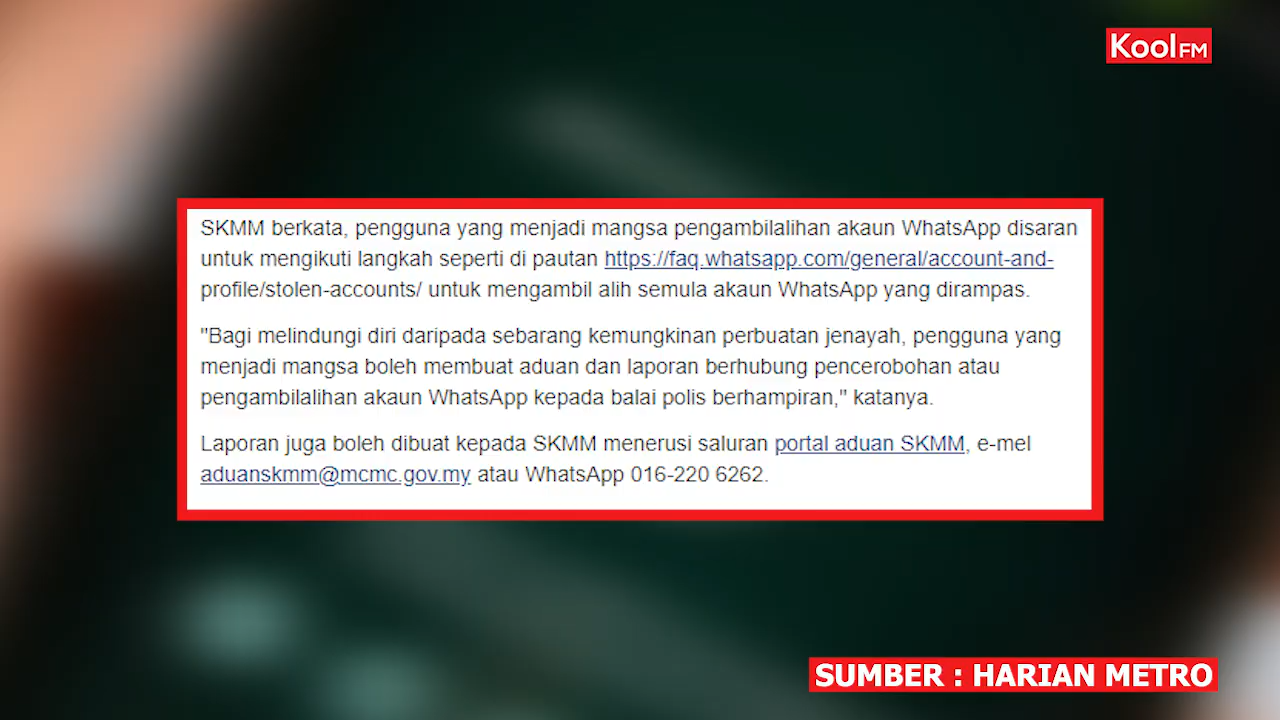 Kool FM
SKMM berkata, pengguna yang menjadi mangsa pengambilalihan akaun WhatsApp disaran
untuk mengikuti langkah seperti di pautan https://faq.whatsapp.com/general/account-and-
profile/stolen-accounts/ untuk mengambil alih semula akaun WhatsApp yang dirampas.
"Bagi melindungi diri daripada sebarang kemungkinan perbuatan jenayah, pengguna yang
menjadi mangsa boleh membuat aduan dan laporan berhubung pencerobohan atau
pengambilalihan akaun WhatsApp kepada balai polis berhampiran," katanya.
Laporan juga boleh dibuat kepada SKMM menerusi saluran portal aduan SKMM, e-mel
aduanskmm@mcmc.gov.my atau WhatsApp 016-220 6262.
SUMBER : HARIAN METRO